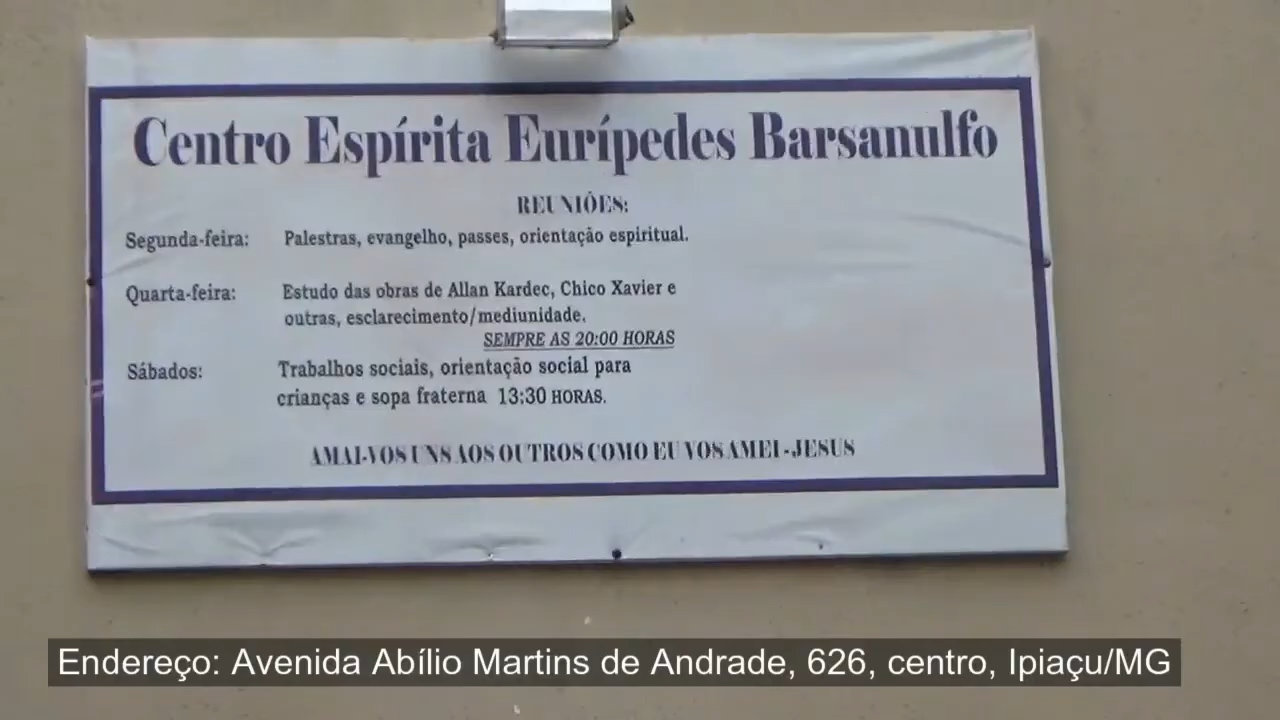 Centro Espírita Eurípedes Barsanulfo
REUNIÕES:
Segunda-feira: Palestras, evangelho, passes, orientação espiritual.
Quarta-feira: Estudo das obras de Allan Kardec, Chico Xavier e
outras, esclarecimento/mediunidade.
SEMPRE AS 20:00 HORAS
Sábados: Trabalhos sociais, orientação social para
crianças e sopa fraterna 13:30 HORAS.
AMAI-VOS UNS AOS OUTROS COMO EU VOS AMEI - JESUS
Endereço: Avenida Abílio Martins de Andrade, 626, centro, Ipiaçu/MG